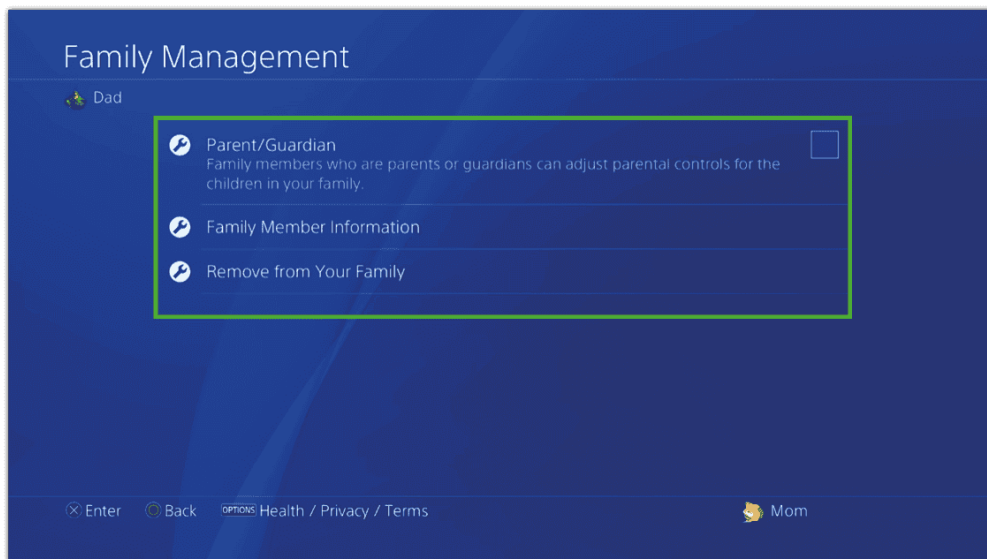 Family Management
Dad
Parent/Guardian
Family members who are parents or guardians can adjust parental controls for the
children in your family.
Family Member Information
Remove from Your Family
Enter Back OPTIONS Health / Privacy / Terms Mom